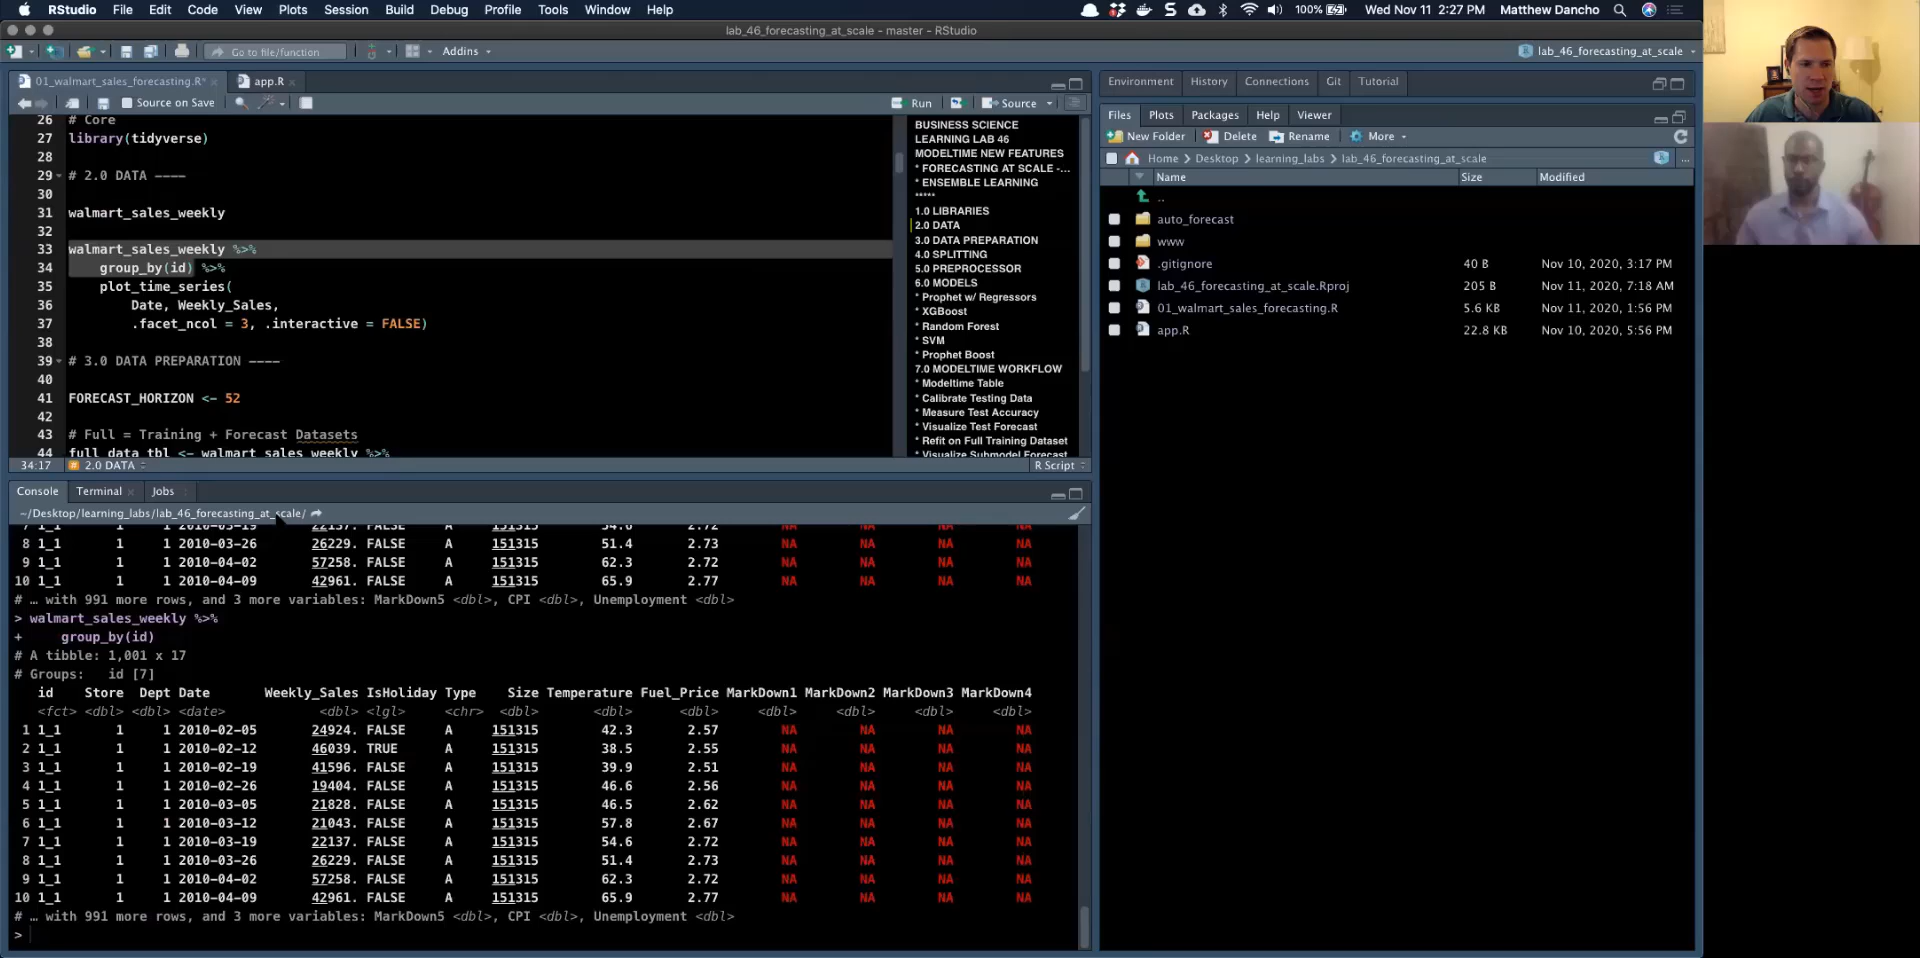 RStudio File Edit Code View Plots Session Build Debug Profile Tools Window Help 100% Wed Nov 11 2:27 PM Matthew Dancho
lab_46_forecasting_at_scale - master - RStudio
Go to file/function Addins lab_46_forecasting_at_scale
01_walmart_sales_forecasting.R* app.R
Source on Save Run Source
26 # Core
27 library(tidyverse)
28
29 # 2.0 DATA ----
30
31 walmart_sales_weekly
32
33 walmart_sales_weekly %>%
34 group_by(id) %>%
35 plot_time_series(
36 Date, Weekly_Sales,
37 .facet_ncol = 3, .interactive = FALSE)
38
39 # 3.0 DATA PREPARATION ----
40
41 FORECAST_HORIZON <- 52
42
43 # Full = Training + Forecast Datasets
44 full_data_tbl <- walmart_sales_weekly %>%
34:17 # 2.0 DATA R Script
BUSINESS SCIENCE
LEARNING LAB 46
MODELTIME NEW FEATURES
* FORECASTING AT SCALE -...
* ENSEMBLE LEARNING
*****
1.0 LIBRARIES
2.0 DATA
3.0 DATA PREPARATION
4.0 SPLITTING
5.0 PREPROCESSOR
6.0 MODELS
* Prophet w/ Regressors
* XGBoost
* Random Forest
* SVM
* Prophet Boost
7.0 MODELTIME WORKFLOW
* Modeltime Table
* Calibrate Testing Data
* Measure Test Accuracy
* Visualize Test Forecast
* Refit on Full Training Dataset
* Visualize Submodel Forecast
Console Terminal Jobs
~/Desktop/learning_labs/lab_46_forecasting_at_scale/
7 1_1 1 1 2010-03-19 22137. FALSE A 151315 54.6 2.72 NA NA NA NA
8 1_1 1 1 2010-03-26 26229. FALSE A 151315 51.4 2.73 NA NA NA NA
9 1_1 1 1 2010-04-02 57258. FALSE A 151315 62.3 2.72 NA NA NA NA
10 1_1 1 1 2010-04-09 42961. FALSE A 151315 65.9 2.77 NA NA NA NA
# … with 991 more rows, and 3 more variables: MarkDown5 <dbl>, CPI <dbl>, Unemployment <dbl>
> walmart_sales_weekly %>%
+ group_by(id)
# A tibble: 1,001 x 17
# Groups: id [7]
id Store Dept Date Weekly_Sales IsHoliday Type Size Temperature Fuel_Price MarkDown1 MarkDown2 MarkDown3 MarkDown4
<fct> <dbl> <dbl> <date> <dbl> <lgl> <chr> <dbl> <dbl> <dbl> <dbl> <dbl> <dbl> <dbl>
1 1_1 1 1 2010-02-05 24924. FALSE A 151315 42.3 2.57 NA NA NA NA
2 1_1 1 1 2010-02-12 46039. TRUE A 151315 38.5 2.55 NA NA NA NA
3 1_1 1 1 2010-02-19 41596. FALSE A 151315 39.9 2.51 NA NA NA NA
4 1_1 1 1 2010-02-26 19404. FALSE A 151315 46.6 2.56 NA NA NA NA
5 1_1 1 1 2010-03-05 21828. FALSE A 151315 46.5 2.62 NA NA NA NA
6 1_1 1 1 2010-03-12 21043. FALSE A 151315 57.8 2.67 NA NA NA NA
7 1_1 1 1 2010-03-19 22137. FALSE A 151315 54.6 2.72 NA NA NA NA
8 1_1 1 1 2010-03-26 26229. FALSE A 151315 51.4 2.73 NA NA NA NA
9 1_1 1 1 2010-04-02 57258. FALSE A 151315 62.3 2.72 NA NA NA NA
10 1_1 1 1 2010-04-09 42961. FALSE A 151315 65.9 2.77 NA NA NA NA
# … with 991 more rows, and 3 more variables: MarkDown5 <dbl>, CPI <dbl>, Unemployment <dbl>
>
Environment History Connections Git Tutorial
Files Plots Packages Help Viewer
New Folder Delete Rename More
Home > Desktop > learning_labs > lab_46_forecasting_at_scale ...
Name Size Modified
..
auto_forecast
www
.gitignore 40 B Nov 10, 2020, 3:17 PM
lab_46_forecasting_at_scale.Rproj 205 B Nov 11, 2020, 7:18 AM
01_walmart_sales_forecasting.R 5.6 KB Nov 11, 2020, 1:56 PM
app.R 22.8 KB Nov 10, 2020, 5:56 PM